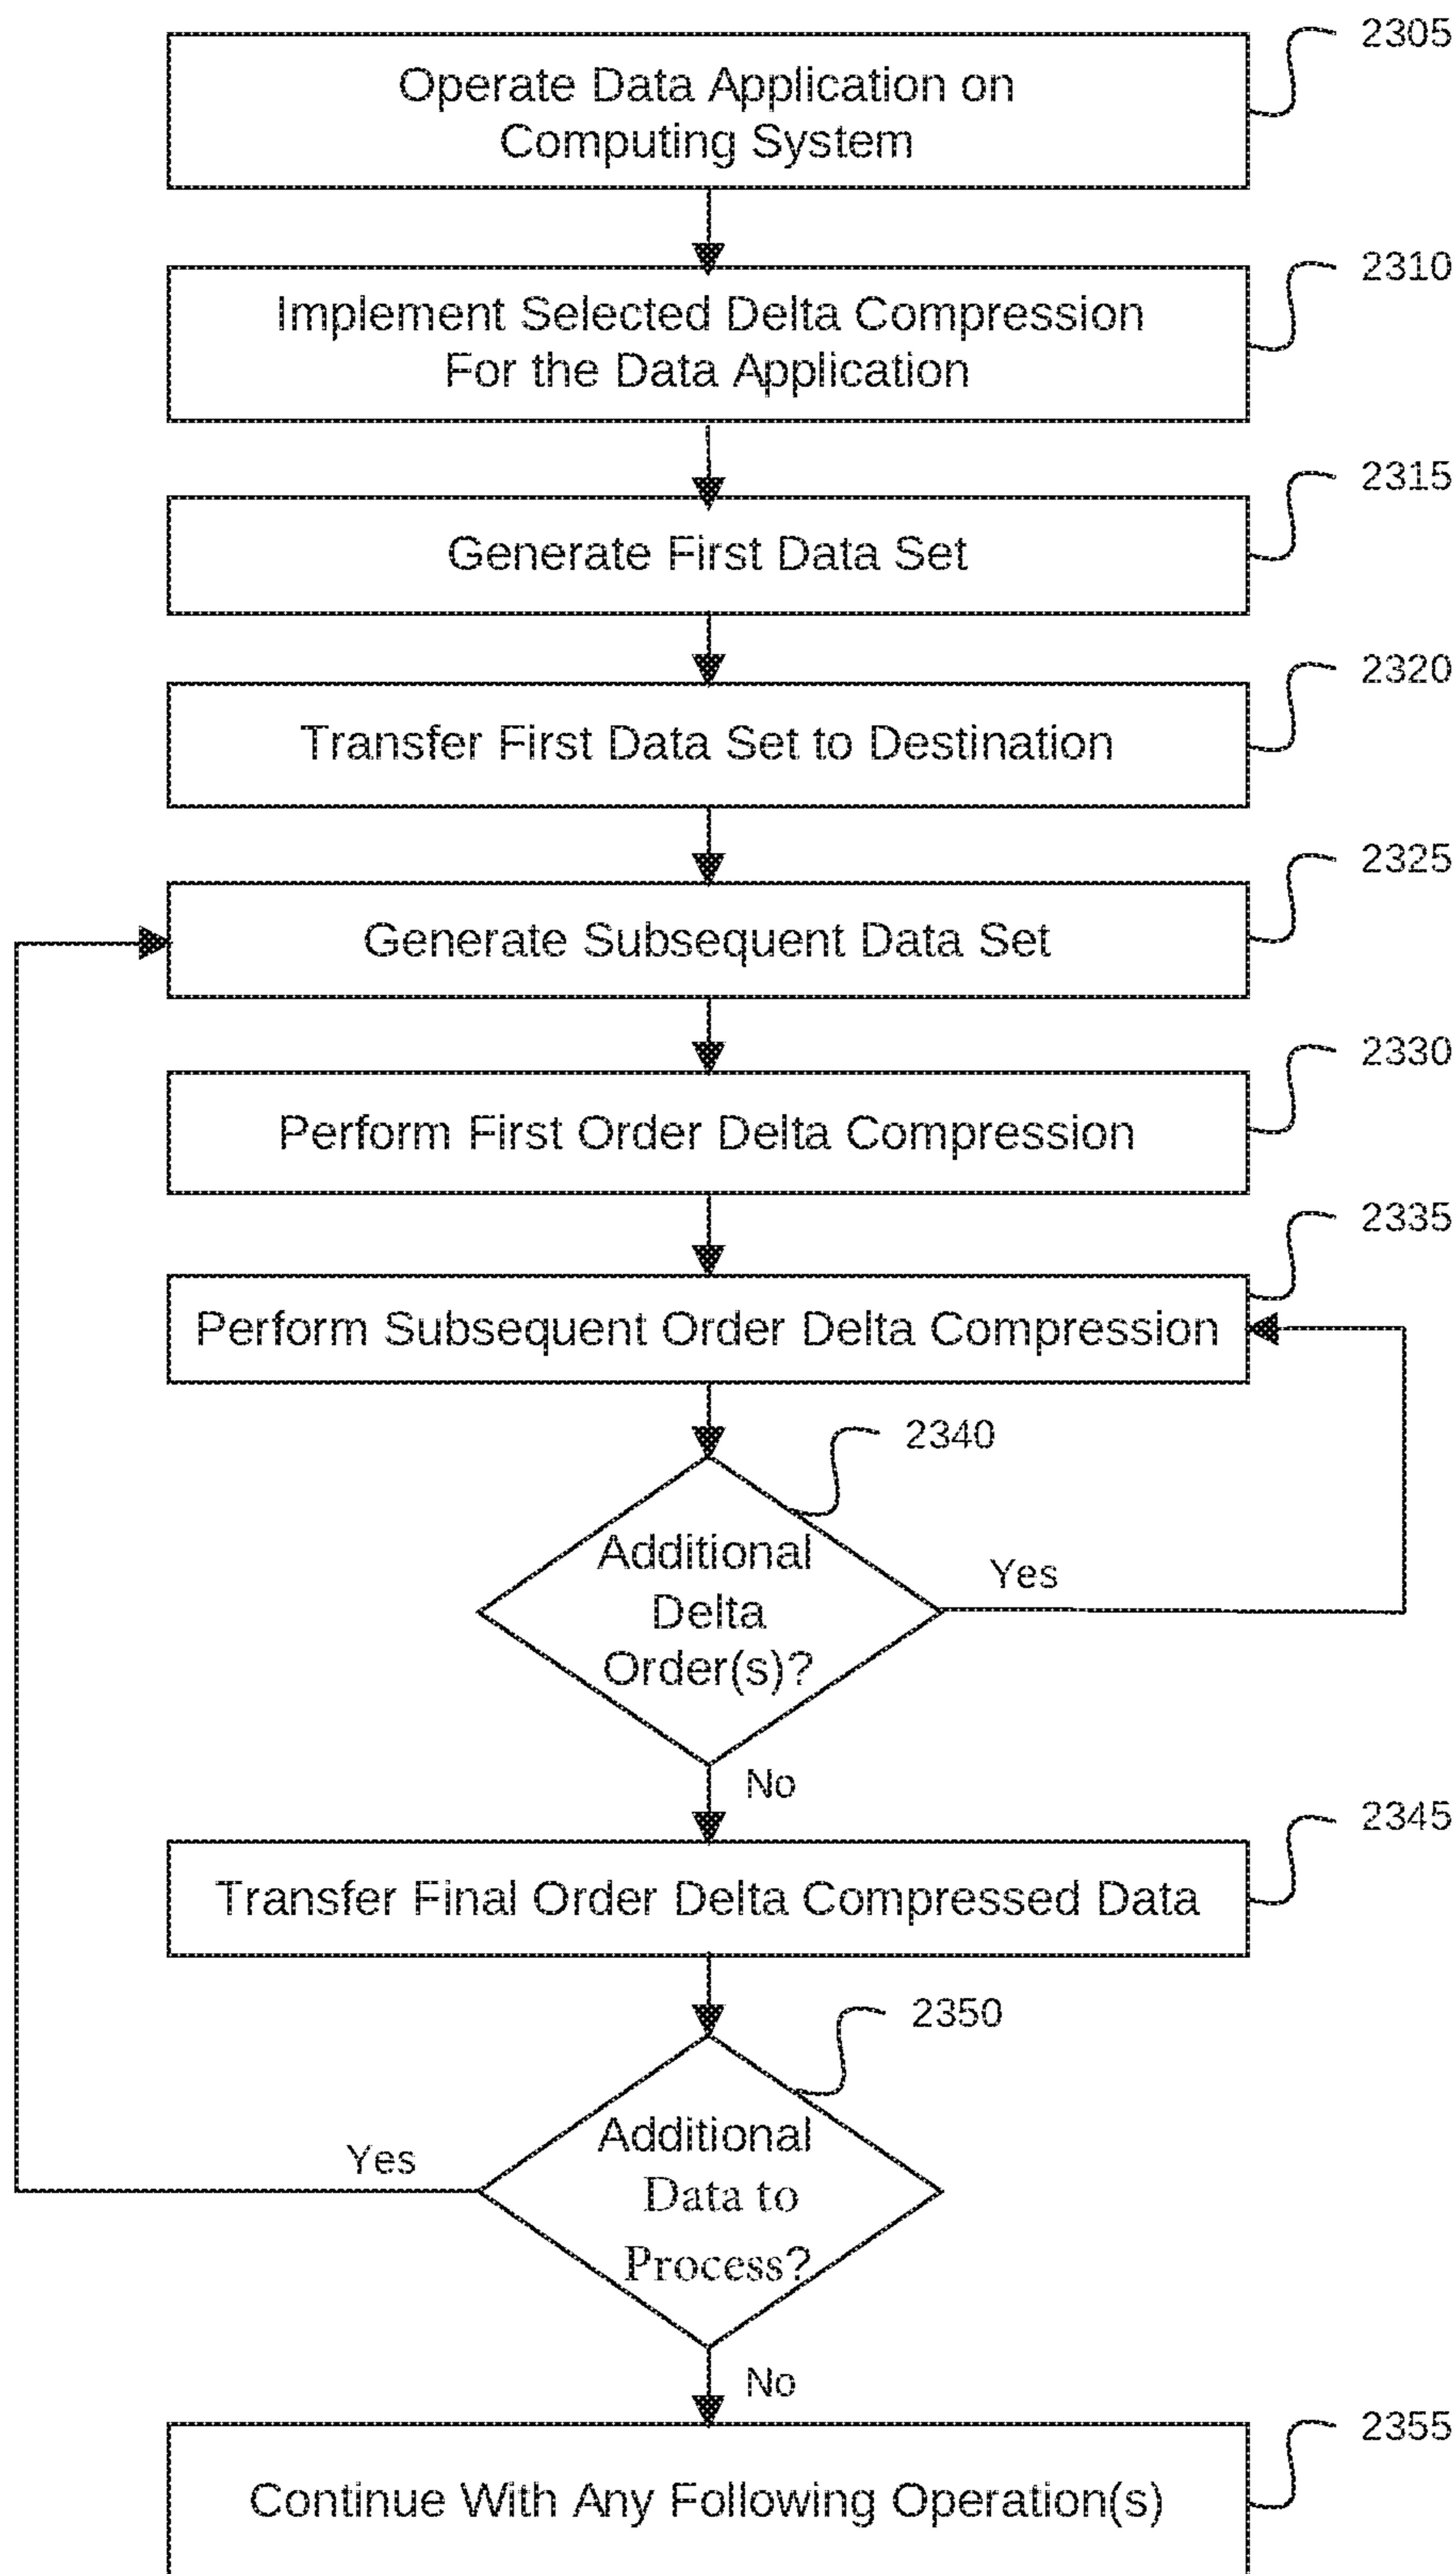 2305
Operate Data Application on
Computing System
2310
Implement Selected Delta Compression
For the Data Application
2315
Generate First Data Set
2320
Transfer First Data Set to Destination
2325
Generate Subsequent Data Set
2330
Perform First Order Delta Compression
2335
Perform Subsequent Order Delta Compression
2340
Additional
Delta
Order(s)?
Yes
No
2345
Transfer Final Order Delta Compressed Data
2350
Additional
Data to
Process?
Yes
No
2355
Continue With Any Following Operation(s)